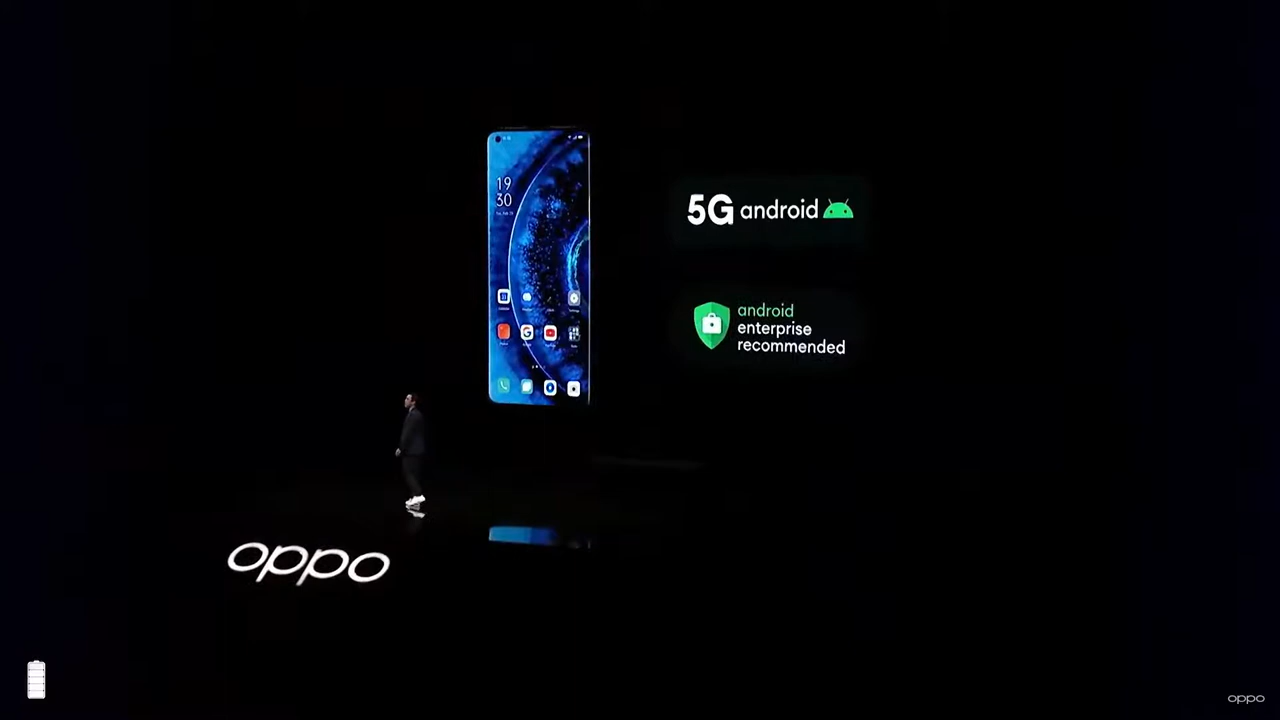 19
30
5G android
android
enterprise
recommended
oppo
oppo